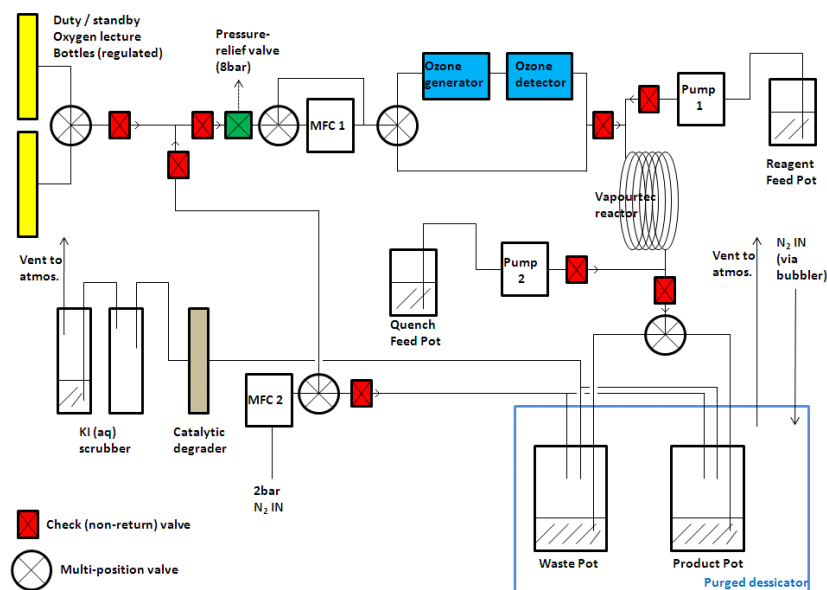 Duty / standby
Oxygen lecture
Bottles (regulated)
Pressure-
relief valve
(8bar)
Ozone
generator
Ozone
detector
Pump
1
MFC 1
Reagent
Feed Pot
Vapourtec
reactor
Vent to
atmos.
Pump
2
Quench
Feed Pot
Vent to
atmos.
N₂ IN
(via
bubbler)
MFC 2
KI (aq)
scrubber
Catalytic
degrader
2bar
N₂ IN
Check (non-return) valve
Multi-position valve
Waste Pot
Product Pot
Purged dessicator